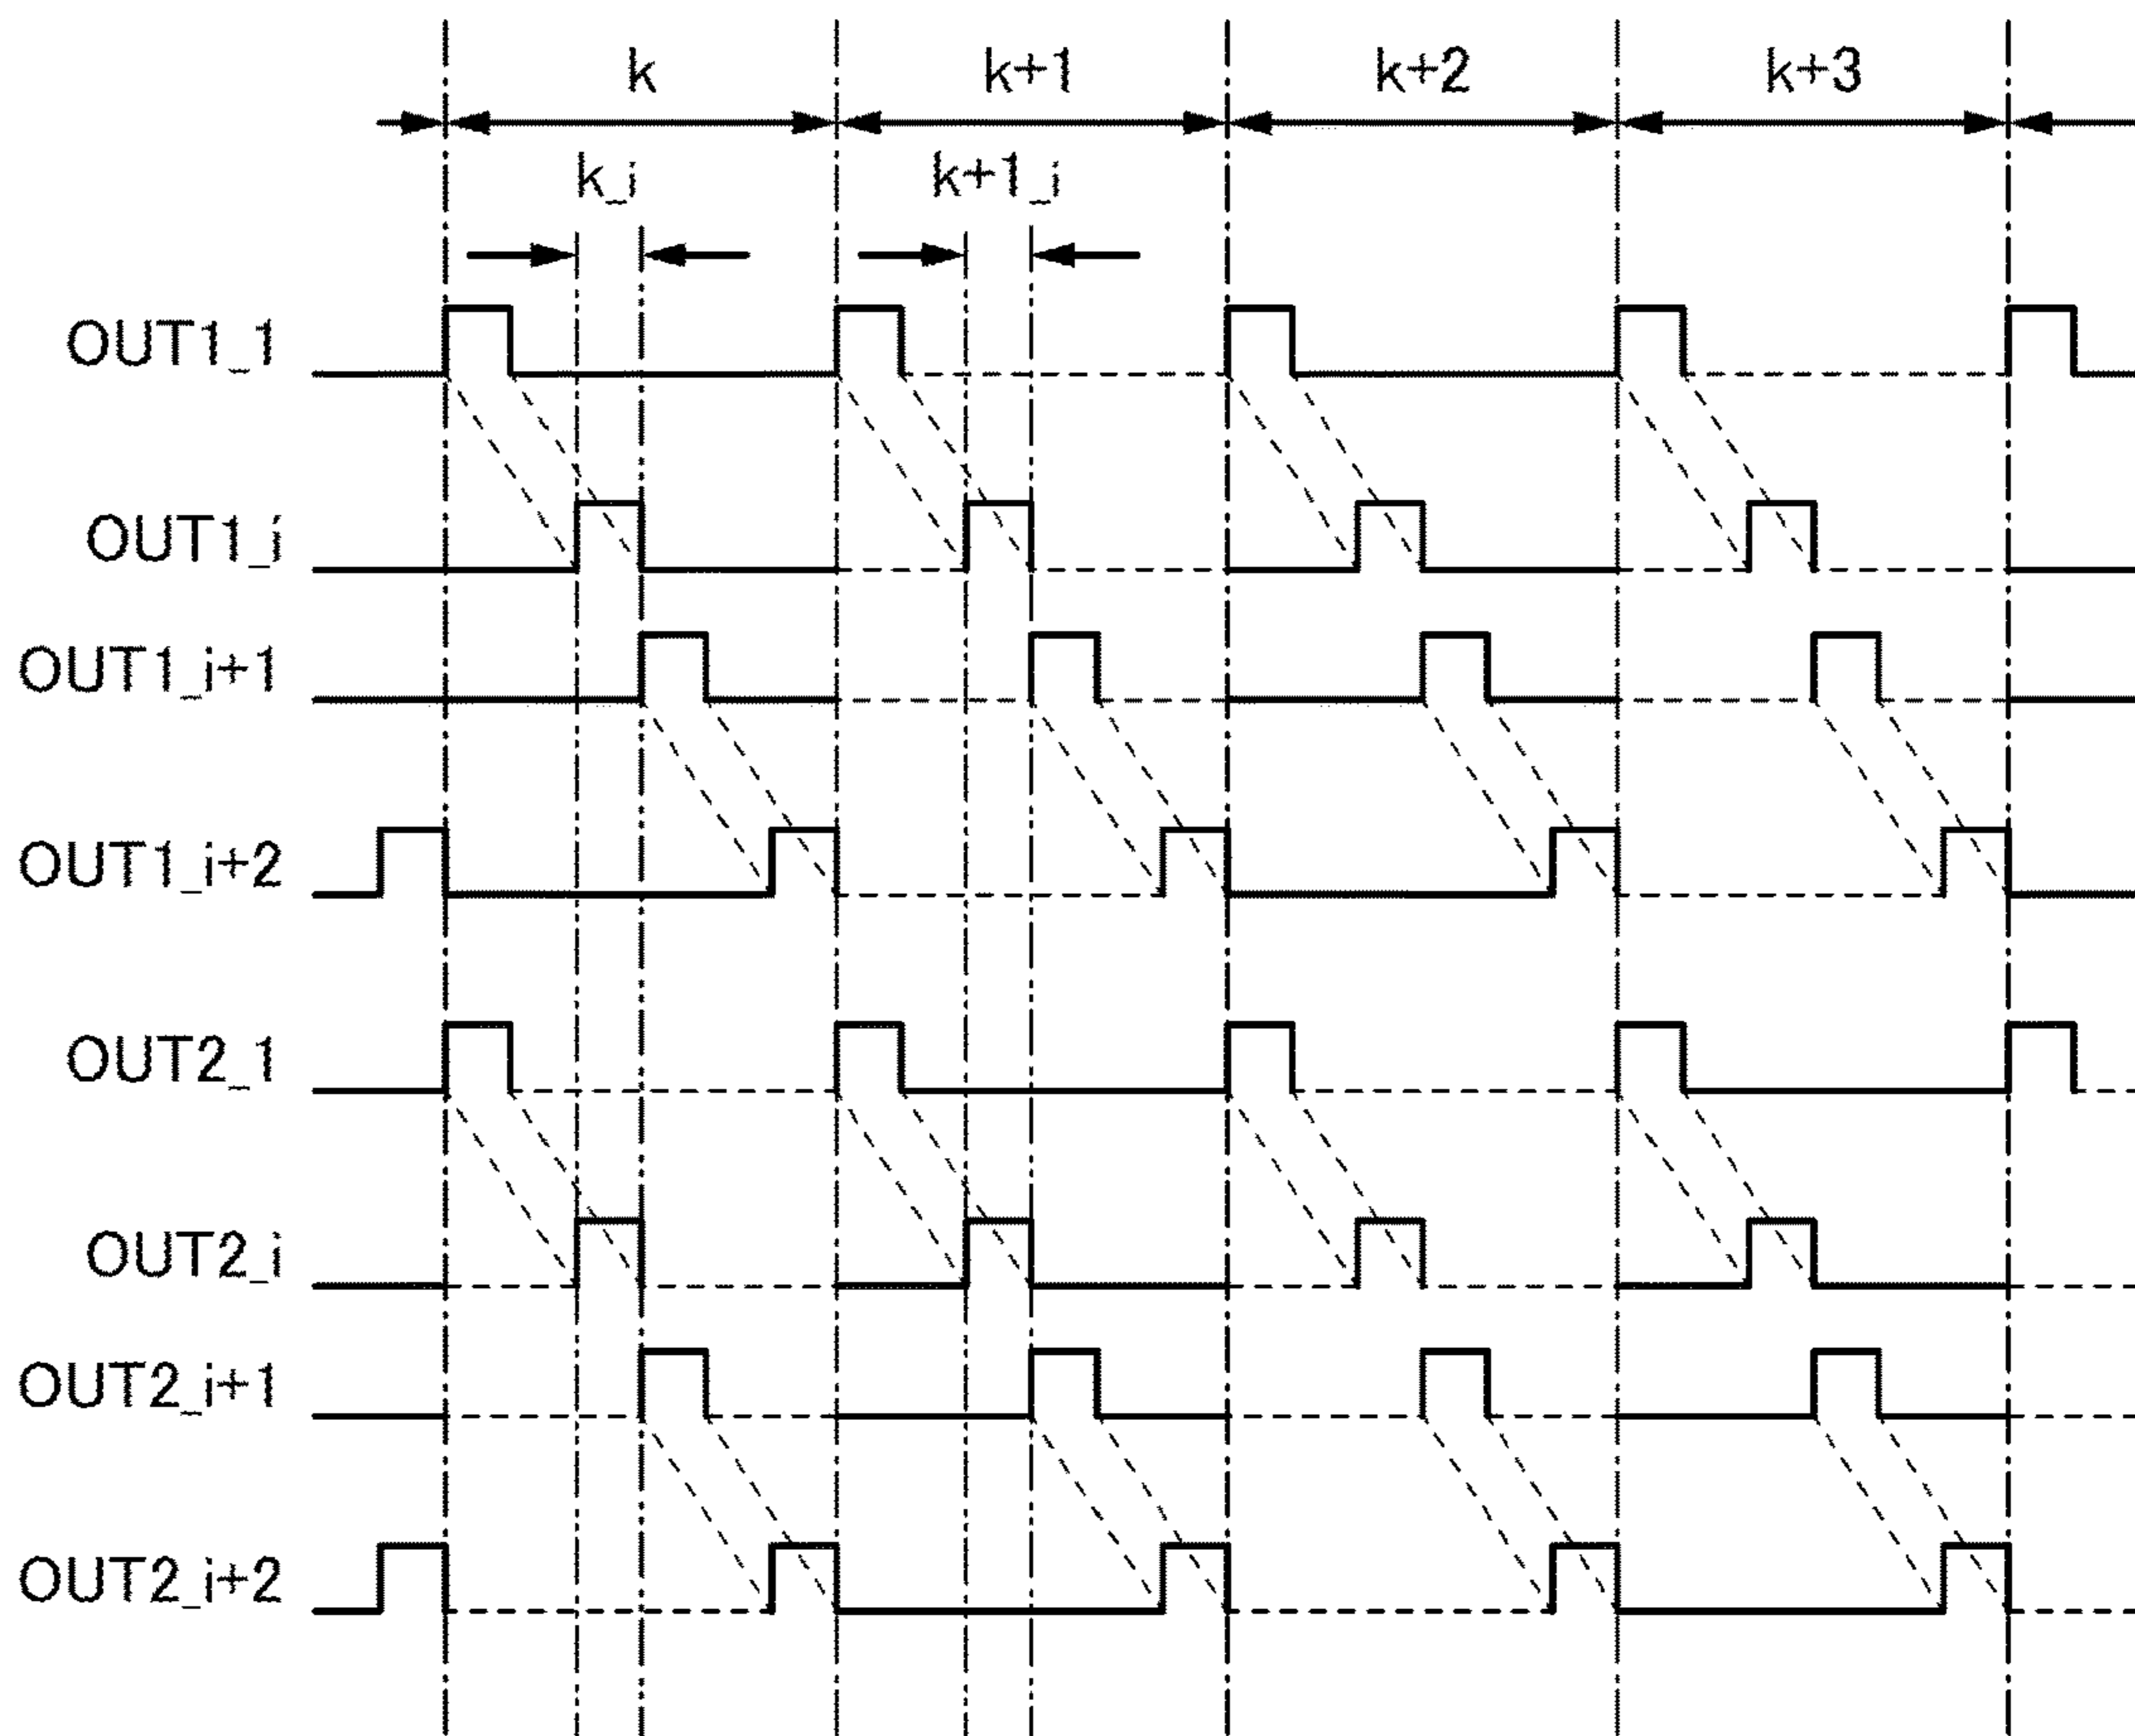 k k+1 k+2 k+3
k_i k+1_i
OUT1_1
OUT1_i
OUT1_i+1
OUT1_i+2
OUT2_1
OUT2_i
OUT2_i+1
OUT2_i+2